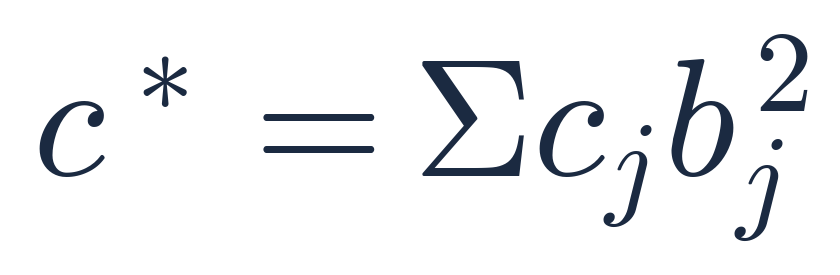 c* = Σc_j b_j^2